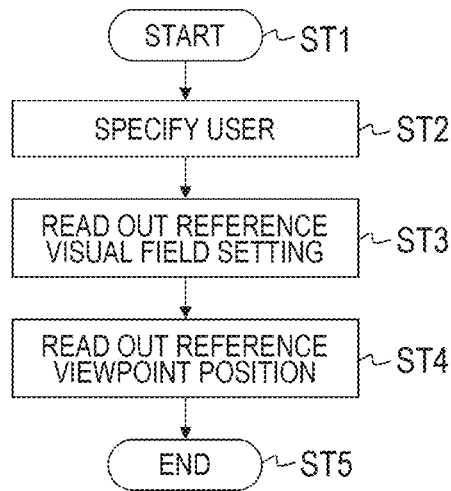 START ST1
SPECIFY USER ST2
READ OUT REFERENCE
VISUAL FIELD SETTING ST3
READ OUT REFERENCE
VIEWPOINT POSITION ST4
END ST5